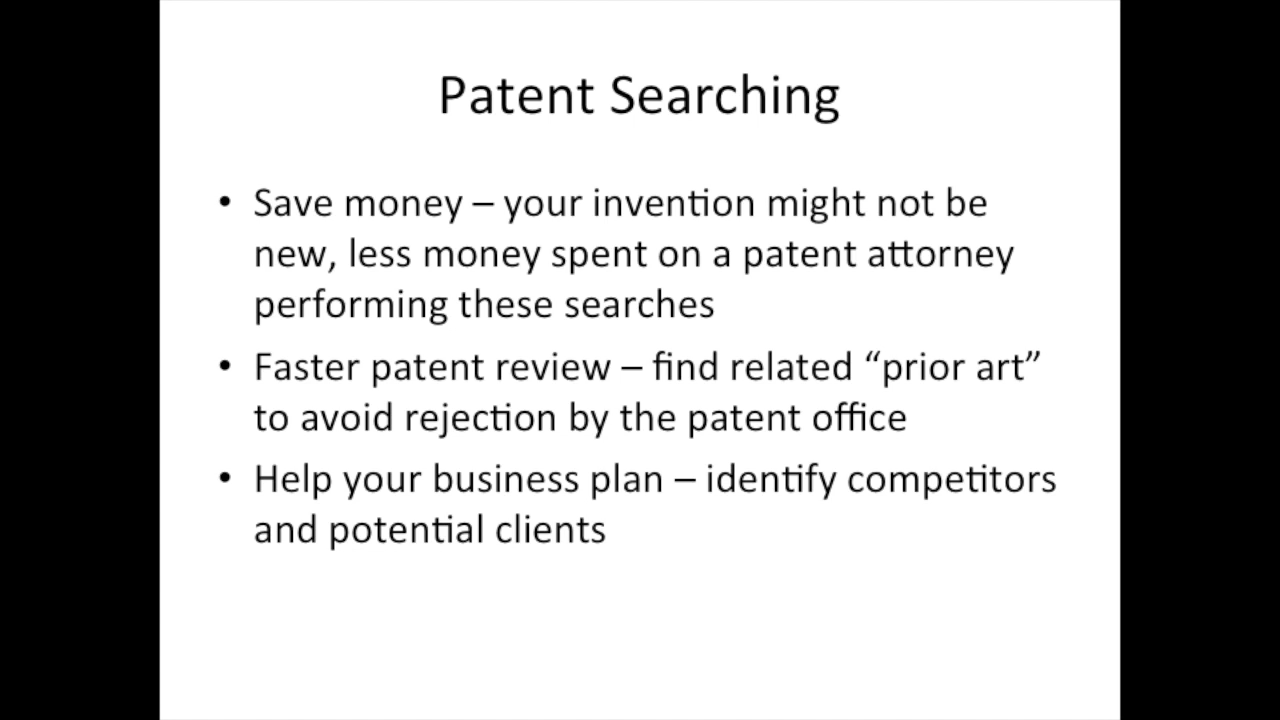 Patent Searching
• Save money – your invention might not be
new, less money spent on a patent attorney
performing these searches
• Faster patent review – find related “prior art”
to avoid rejection by the patent office
• Help your business plan – identify competitors
and potential clients